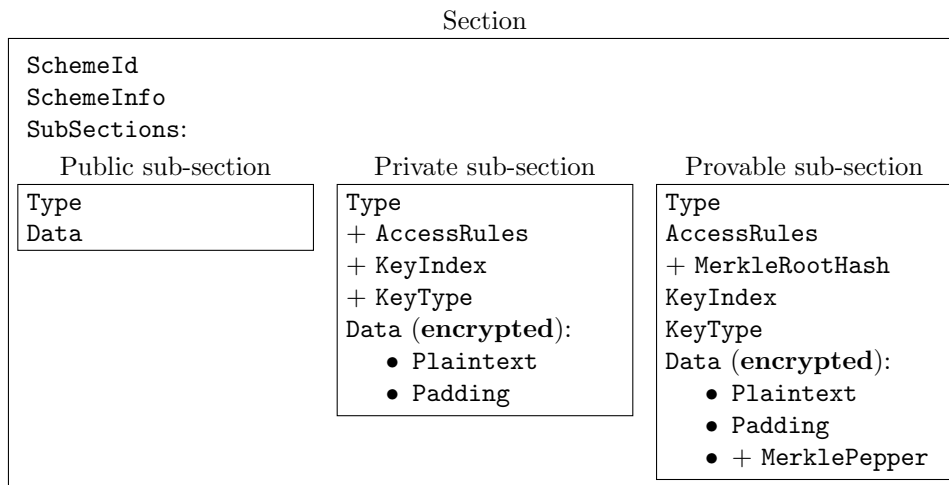 Section
SchemeId
SchemeInfo
SubSections:
Public sub-section
Type
Data
Private sub-section
Type
+ AccessRules
+ KeyIndex
+ KeyType
Data (encrypted):
• Plaintext
• Padding
Provable sub-section
Type
AccessRules
+ MerkleRootHash
KeyIndex
KeyType
Data (encrypted):
• Plaintext
• Padding
• + MerklePepper